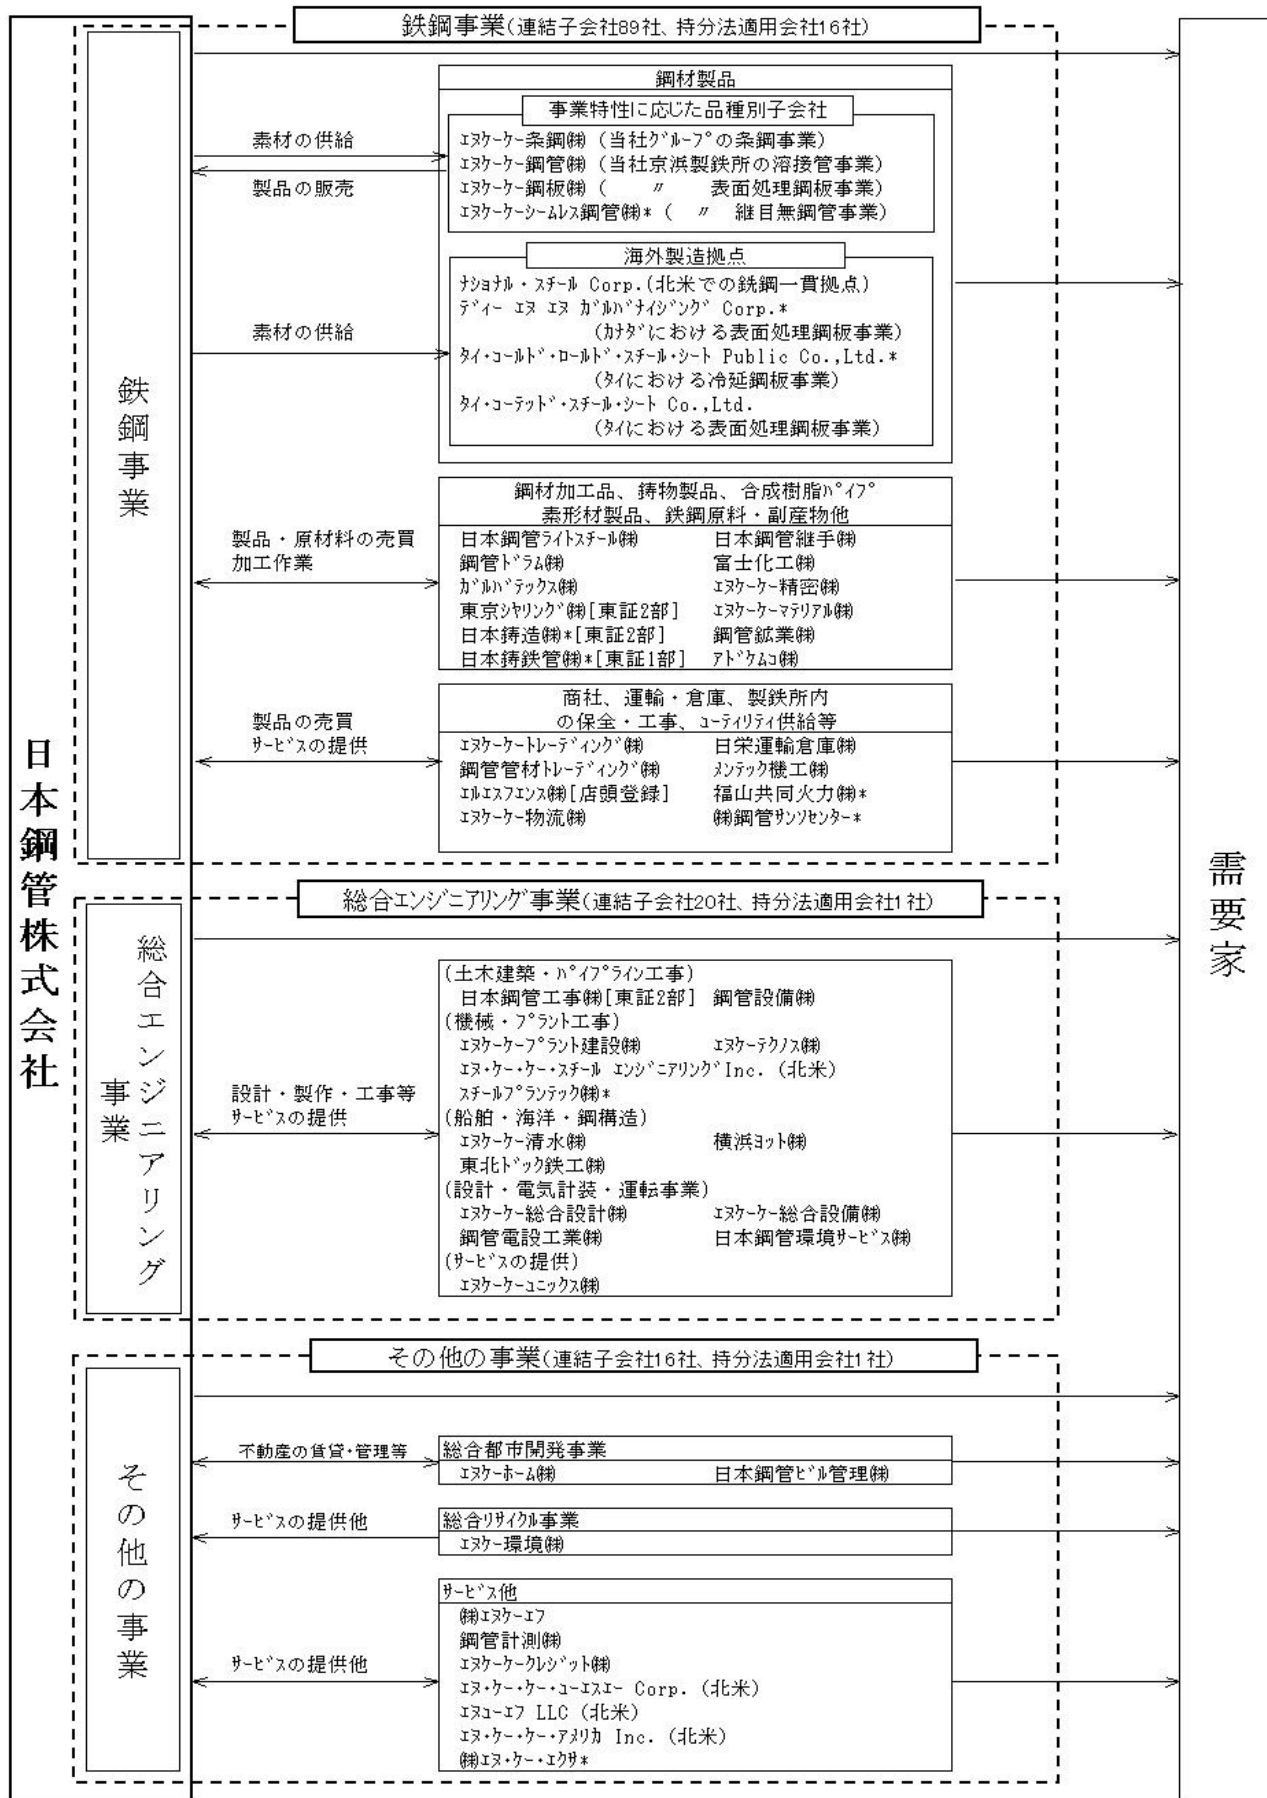 日本鋼管株式会社
鉄鋼事業(連結子会社89社、持分法適用会社16社)
鉄鋼事業
鋼材製品
事業特性に応じた品種別子会社
素材の供給
製品の販売
ｴﾇｹｰｹｰ条鋼㈱ (当社ｸﾞﾙｰﾌﾟの条鋼事業)
ｴﾇｹｰｹｰ鋼管㈱ (当社京浜製鉄所の溶接管事業)
ｴﾇｹｰｹｰ鋼板㈱ ( 〃 表面処理鋼板事業)
ｴﾇｹｰｹｰｼｰﾑﾚｽ鋼管㈱* ( 〃 継目無鋼管事業)
海外製造拠点
素材の供給
ﾅｼｮﾅﾙ・ｽﾁｰﾙ Corp.(北米での銑鋼一貫拠点)
ﾃﾞｨｰ ｴﾇ ｴﾇ ｶﾞﾙﾊﾞﾅｲｼﾞﾝｸﾞ Corp.*
(ｶﾅﾀﾞにおける表面処理鋼板事業)
ﾀｲ・ｺｰﾙﾄﾞ・ﾛｰﾙﾄﾞ・ｽﾁｰﾙ・ｼｰﾄ Public Co.,Ltd.*
(ﾀｲにおける冷延鋼板事業)
ﾀｲ・ｺｰﾃｯﾄﾞ・ｽﾁｰﾙ・ｼｰﾄ Co.,Ltd.
(ﾀｲにおける表面処理鋼板事業)
鋼材加工品、鋳物製品、合成樹脂ﾊﾟｲﾌﾟ
素形材製品、鉄鋼原料・副産物他
製品・原材料の売買
加工作業
日本鋼管ﾗｲﾄｽﾁｰﾙ㈱ 日本鋼管継手㈱
鋼管ﾄﾞﾗﾑ㈱ 富士化工㈱
ｶﾞﾙﾊﾞﾃｯｸｽ㈱ ｴﾇｹｰｹｰ精密㈱
東京ｼﾔﾘﾝｸﾞ㈱[東証2部] ｴﾇｹｰｹｰﾏﾃﾘｱﾙ㈱
日本鋳造㈱*[東証2部] 鋼管鉱業㈱
日本鋳鉄管㈱*[東証1部] ｱﾄﾞｹﾑｺ㈱
商社、運輸・倉庫、製鉄所内
の保全・工事、ﾕｰﾃｨﾘﾃｨ供給等
製品の売買
ｻｰﾋﾞｽの提供
ｴﾇｹｰｹｰﾄﾚｰﾃﾞｨﾝｸﾞ㈱ 日栄運輸倉庫㈱
鋼管管材ﾄﾚｰﾃﾞｨﾝｸﾞ㈱ ﾒﾝﾃｯｸ機工㈱
ｴﾙｴｽﾌｴﾝｽ㈱[店頭登録] 福山共同火力㈱*
ｴﾇｹｰｹｰ物流㈱ ㈱鋼管ｻﾝｿｾﾝﾀｰ*
需要家
総合ｴﾝｼﾞﾆｱﾘﾝｸﾞ事業(連結子会社20社、持分法適用会社1社)
総合エンジニアリング
事業
設計・製作・工事等
ｻｰﾋﾞｽの提供
(土木建築・ﾊﾟｲﾌﾟﾗｲﾝ工事)
日本鋼管工事㈱[東証2部] 鋼管設備㈱
(機械・ﾌﾟﾗﾝﾄ工事)
ｴﾇｹｰｹｰﾌﾟﾗﾝﾄ建設㈱ ｴﾇｹｰﾃｸﾉｽ㈱
ｴﾇ・ｹｰ・ｹｰ・ｽﾁｰﾙ ｴﾝｼﾞﾆｱﾘﾝｸﾞInc. (北米)
ｽﾁｰﾙﾌﾟﾗﾝﾃｯｸ㈱*
(船舶・海洋・鋼構造)
ｴﾇｹｰｹｰ清水㈱ 横浜ﾖｯﾄ㈱
東北ﾄﾞｯｸ鉄工㈱
(設計・電気計装・運転事業)
ｴﾇｹｰｹｰ総合設計㈱ ｴﾇｹｰｹｰ総合設備㈱
鋼管電設工業㈱ 日本鋼管環境ｻｰﾋﾞｽ㈱
(ｻｰﾋﾞｽの提供)
ｴﾇｹｰｹｰﾕﾆｯｸｽ㈱
その他の事業(連結子会社16社、持分法適用会社1社)
その他の事業
不動産の賃貸・管理等
総合都市開発事業
ｴﾇｹｰﾎｰﾑ㈱ 日本鋼管ﾋﾞﾙ管理㈱
ｻｰﾋﾞｽの提供他
総合ﾘｻｲｸﾙ事業
ｴﾇｹｰ環境㈱
ｻｰﾋﾞｽ他
㈱ｴﾇｹｰｴﾌ
鋼管計測㈱
ｻｰﾋﾞｽの提供他
ｴﾇｹｰｹｰｸﾚｼﾞｯﾄ㈱
ｴﾇ・ｹｰ・ｹｰ・ﾕｰｴｽｴｰ Corp. (北米)
ｴﾇﾕｰｴﾌ LLC (北米)
ｴﾇ・ｹｰ・ｹｰ・ｱﾒﾘｶ Inc. (北米)
㈱ｴﾇ・ｹｰ・ｴｸｻ*